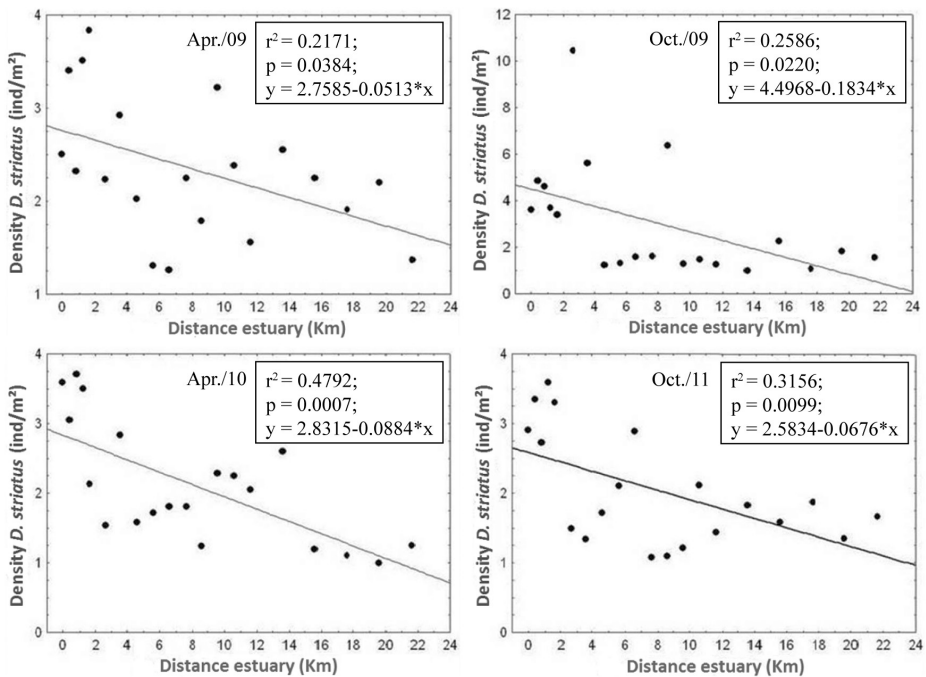 Apr./09
r² = 0.2171;
p = 0.0384;
y = 2.7585-0.0513*x
Density D. striatus (ind/m²)
4
3
2
1
0 2 4 6 8 10 12 14 16 18 20 22 24
Distance estuary (Km)
Oct./09
r² = 0.2586;
p = 0.0220;
y = 4.4968-0.1834*x
Density D. striatus (ind/m²)
12
10
8
6
4
2
0
0 2 4 6 8 10 12 14 16 18 20 22 24
Distance estuary (Km)
Apr./10
r² = 0.4792;
p = 0.0007;
y = 2.8315-0.0884*x
Density D. striatus (ind/m²)
4
3
2
1
0
0 2 4 6 8 10 12 14 16 18 20 22 24
Distance estuary (Km)
Oct./11
r² = 0.3156;
p = 0.0099;
y = 2.5834-0.0676*x
Density D. striatus (ind/m²)
4
3
2
1
0
0 2 4 6 8 10 12 14 16 18 20 22 24
Distance estuary (Km)